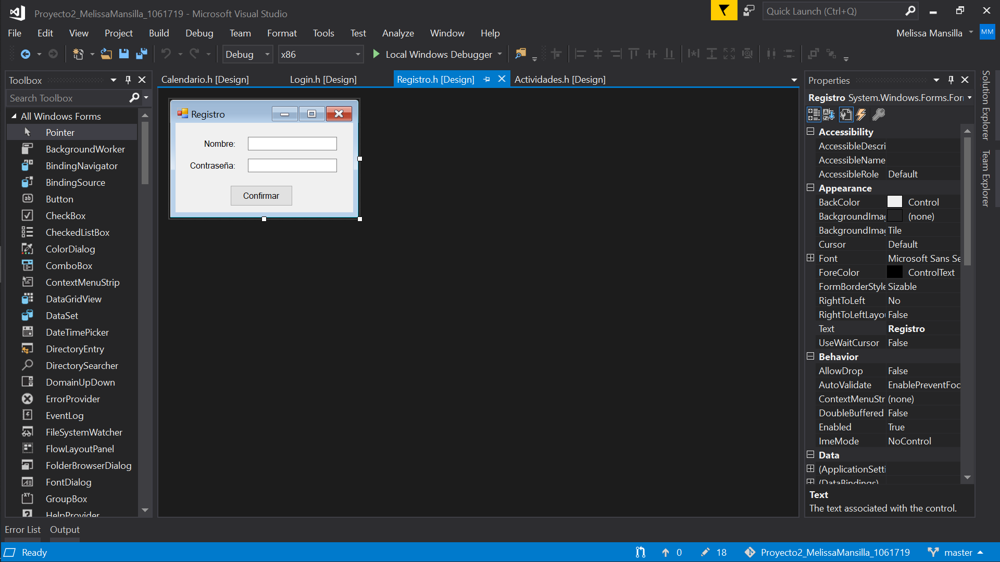 Proyecto2_MelissaMansilla_1061719 - Microsoft Visual Studio
Quick Launch (Ctrl+Q)
File Edit View Project Build Debug Team Format Tools Test Analyze Window Help
Melissa Mansilla MM
Debug x86 Local Windows Debugger
Toolbox
Search Toolbox
All Windows Forms
Pointer
BackgroundWorker
BindingNavigator
BindingSource
Button
CheckBox
CheckedListBox
ColorDialog
ComboBox
ContextMenuStrip
DataGridView
DataSet
DateTimePicker
DirectoryEntry
DirectorySearcher
DomainUpDown
ErrorProvider
EventLog
FileSystemWatcher
FlowLayoutPanel
FolderBrowserDialog
FontDialog
GroupBox
HelpProvider
Calendario.h [Design] Login.h [Design] Registro.h [Design] Actividades.h [Design]
Registro
Nombre:
Contraseña:
Confirmar
Properties
Registro System.Windows.Forms.For
Accessibility
AccessibleDescri
AccessibleName
AccessibleRole Default
Appearance
BackColor Control
BackgroundImag (none)
BackgroundImag Tile
Cursor Default
Font Microsoft Sans Se
ForeColor ControlText
FormBorderStyle Sizable
RightToLeft No
RightToLeftLayou False
Text Registro
UseWaitCursor False
Behavior
AllowDrop False
AutoValidate EnablePreventFoc
ContextMenuStr (none)
DoubleBuffered False
Enabled True
ImeMode NoControl
Data
(ApplicationSetti
(DataBindings)
Text
The text associated with the control.
Solution Explorer
Team Explorer
Error List Output
Ready
0 18 Proyecto2_MelissaMansilla_1061719 master